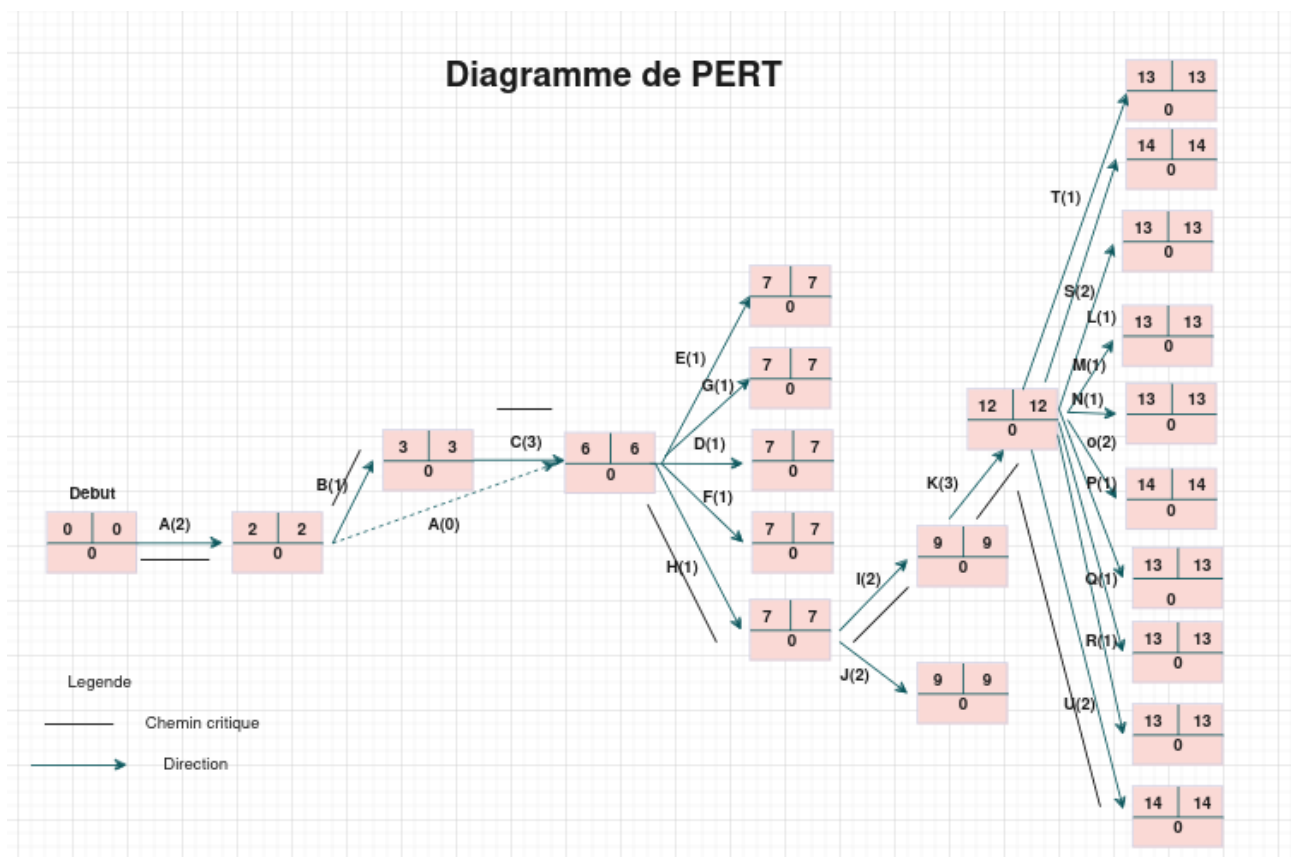 Diagramme de PERT
13 13
0
14 14
0
T(1)
13 13
0
S(2)
L(1)
13 13
0
M(1)
7 7
0
E(1)
7 7
0
G(1)
N(1)
13 13
0
12 12
0
o(2)
3 3
0
C(3)
6 6
0
D(1)
7 7
0
B(1)
A(0)
F(1)
7 7
0
K(3)
P(1)
14 14
0
Debut
0 0
0
A(2)
2 2
0
H(1)
7 7
0
I(2)
9 9
0
J(2)
9 9
0
Q(1)
13 13
0
R(1)
13 13
0
U(2)
13 13
0
14 14
0
Legende
Chemin critique
Direction